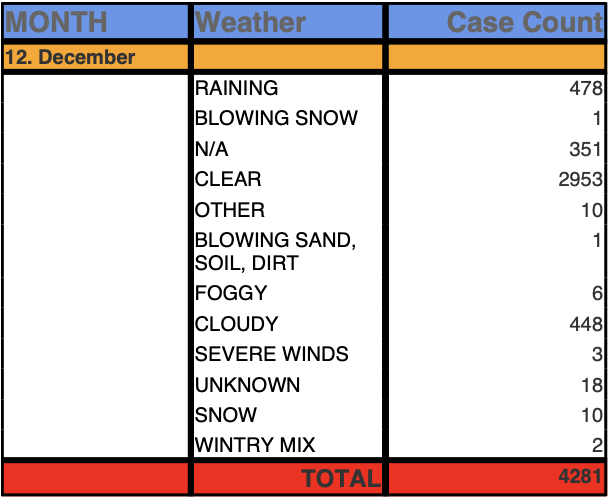 MONTH Weather Case Count
12. December
RAINING 478
BLOWING SNOW 1
N/A 351
CLEAR 2953
OTHER 10
BLOWING SAND, 1
SOIL, DIRT
FOGGY 6
CLOUDY 448
SEVERE WINDS 3
UNKNOWN 18
SNOW 10
WINTRY MIX 2
TOTAL 4281